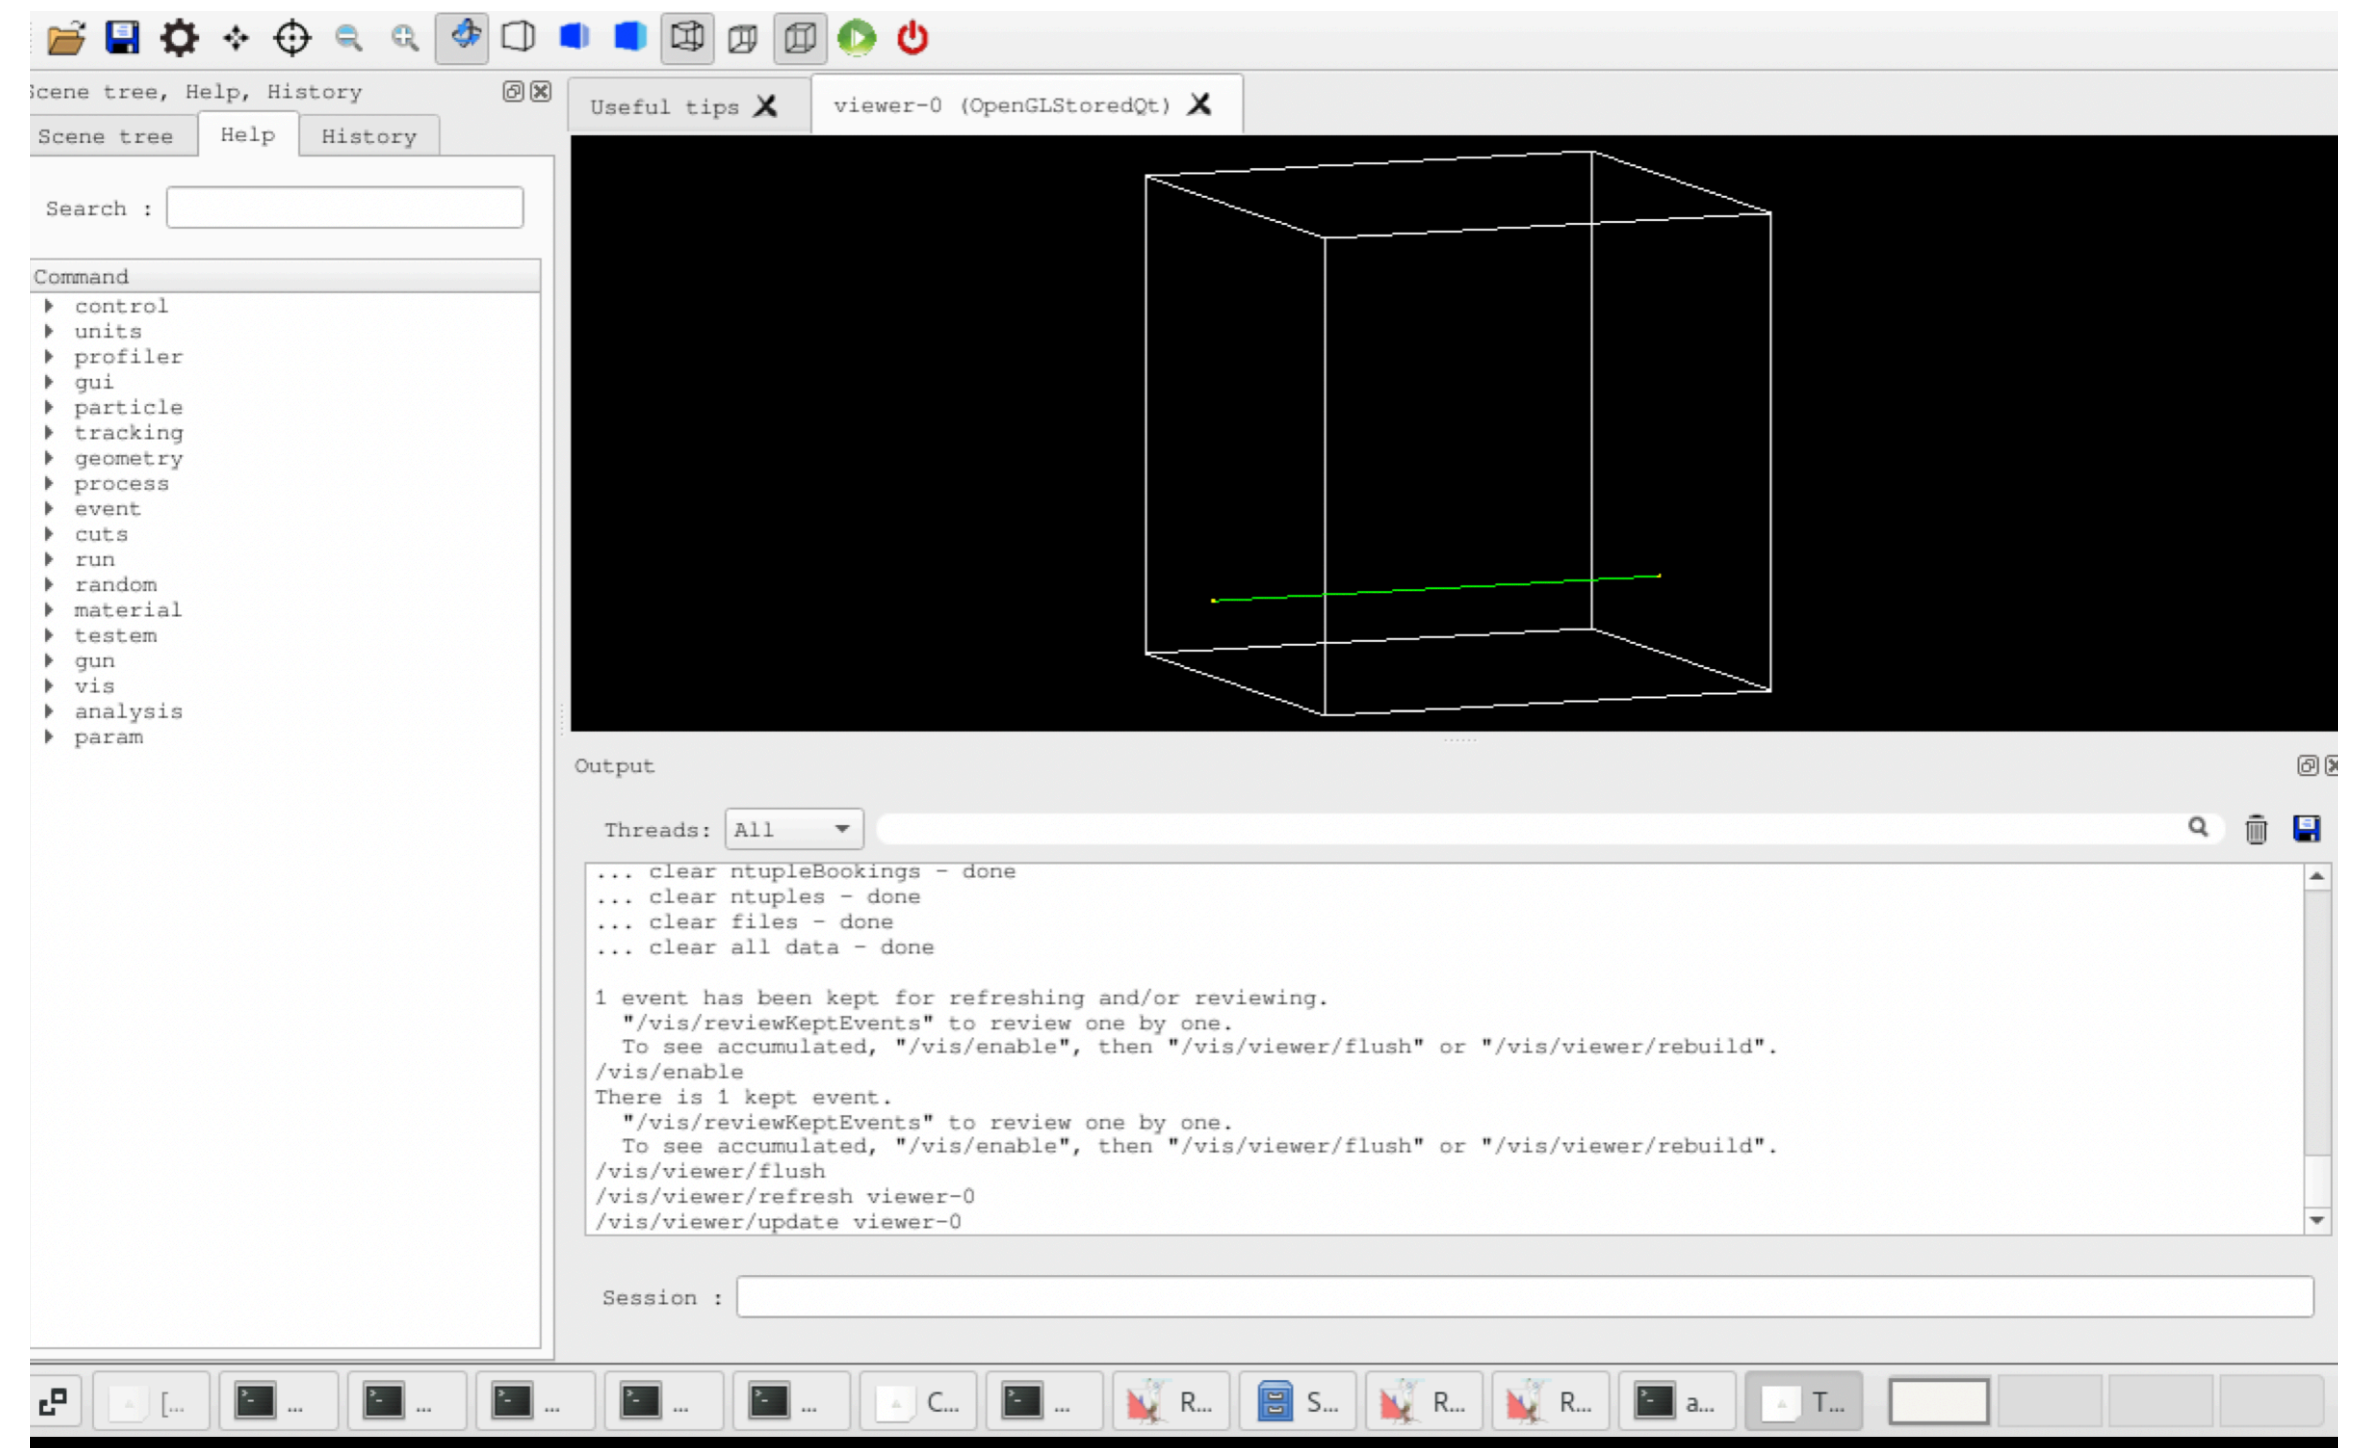 Scene tree, Help, History
Scene tree
Help
History
Search :
Command
control
units
profiler
gui
particle
tracking
geometry
process
event
cuts
run
random
material
testem
gun
vis
analysis
param
Useful tips
viewer-0 (OpenGLStoredQt)
Output
Threads: All
... clear ntupleBookings - done
... clear ntuples - done
... clear files - done
... clear all data - done
1 event has been kept for refreshing and/or reviewing.
"/vis/reviewKeptEvents" to review one by one.
To see accumulated, "/vis/enable", then "/vis/viewer/flush" or "/vis/viewer/rebuild".
/vis/enable
There is 1 kept event.
"/vis/reviewKeptEvents" to review one by one.
To see accumulated, "/vis/enable", then "/vis/viewer/flush" or "/vis/viewer/rebuild".
/vis/viewer/flush
/vis/viewer/refresh viewer-0
/vis/viewer/update viewer-0
Session :
[... ... ... ... ... ... C... ... R... S... R... R... a... T...